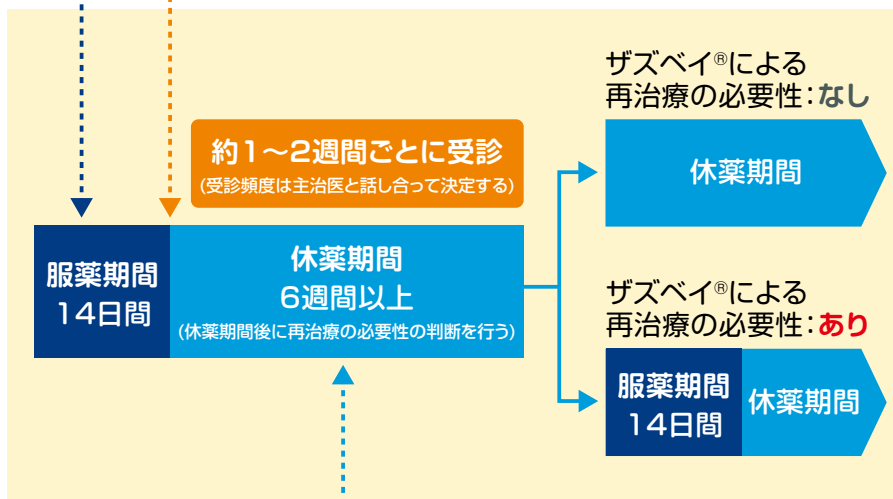 約1～2週間ごとに受診
(受診頻度は主治医と話し合って決定する)
服薬期間
14日間
休薬期間
6週間以上
(休薬期間後に再治療の必要性の判断を行う)
ザズベイ®による
再治療の必要性:なし
休薬期間
ザズベイ®による
再治療の必要性:あり
服薬期間
14日間
休薬期間